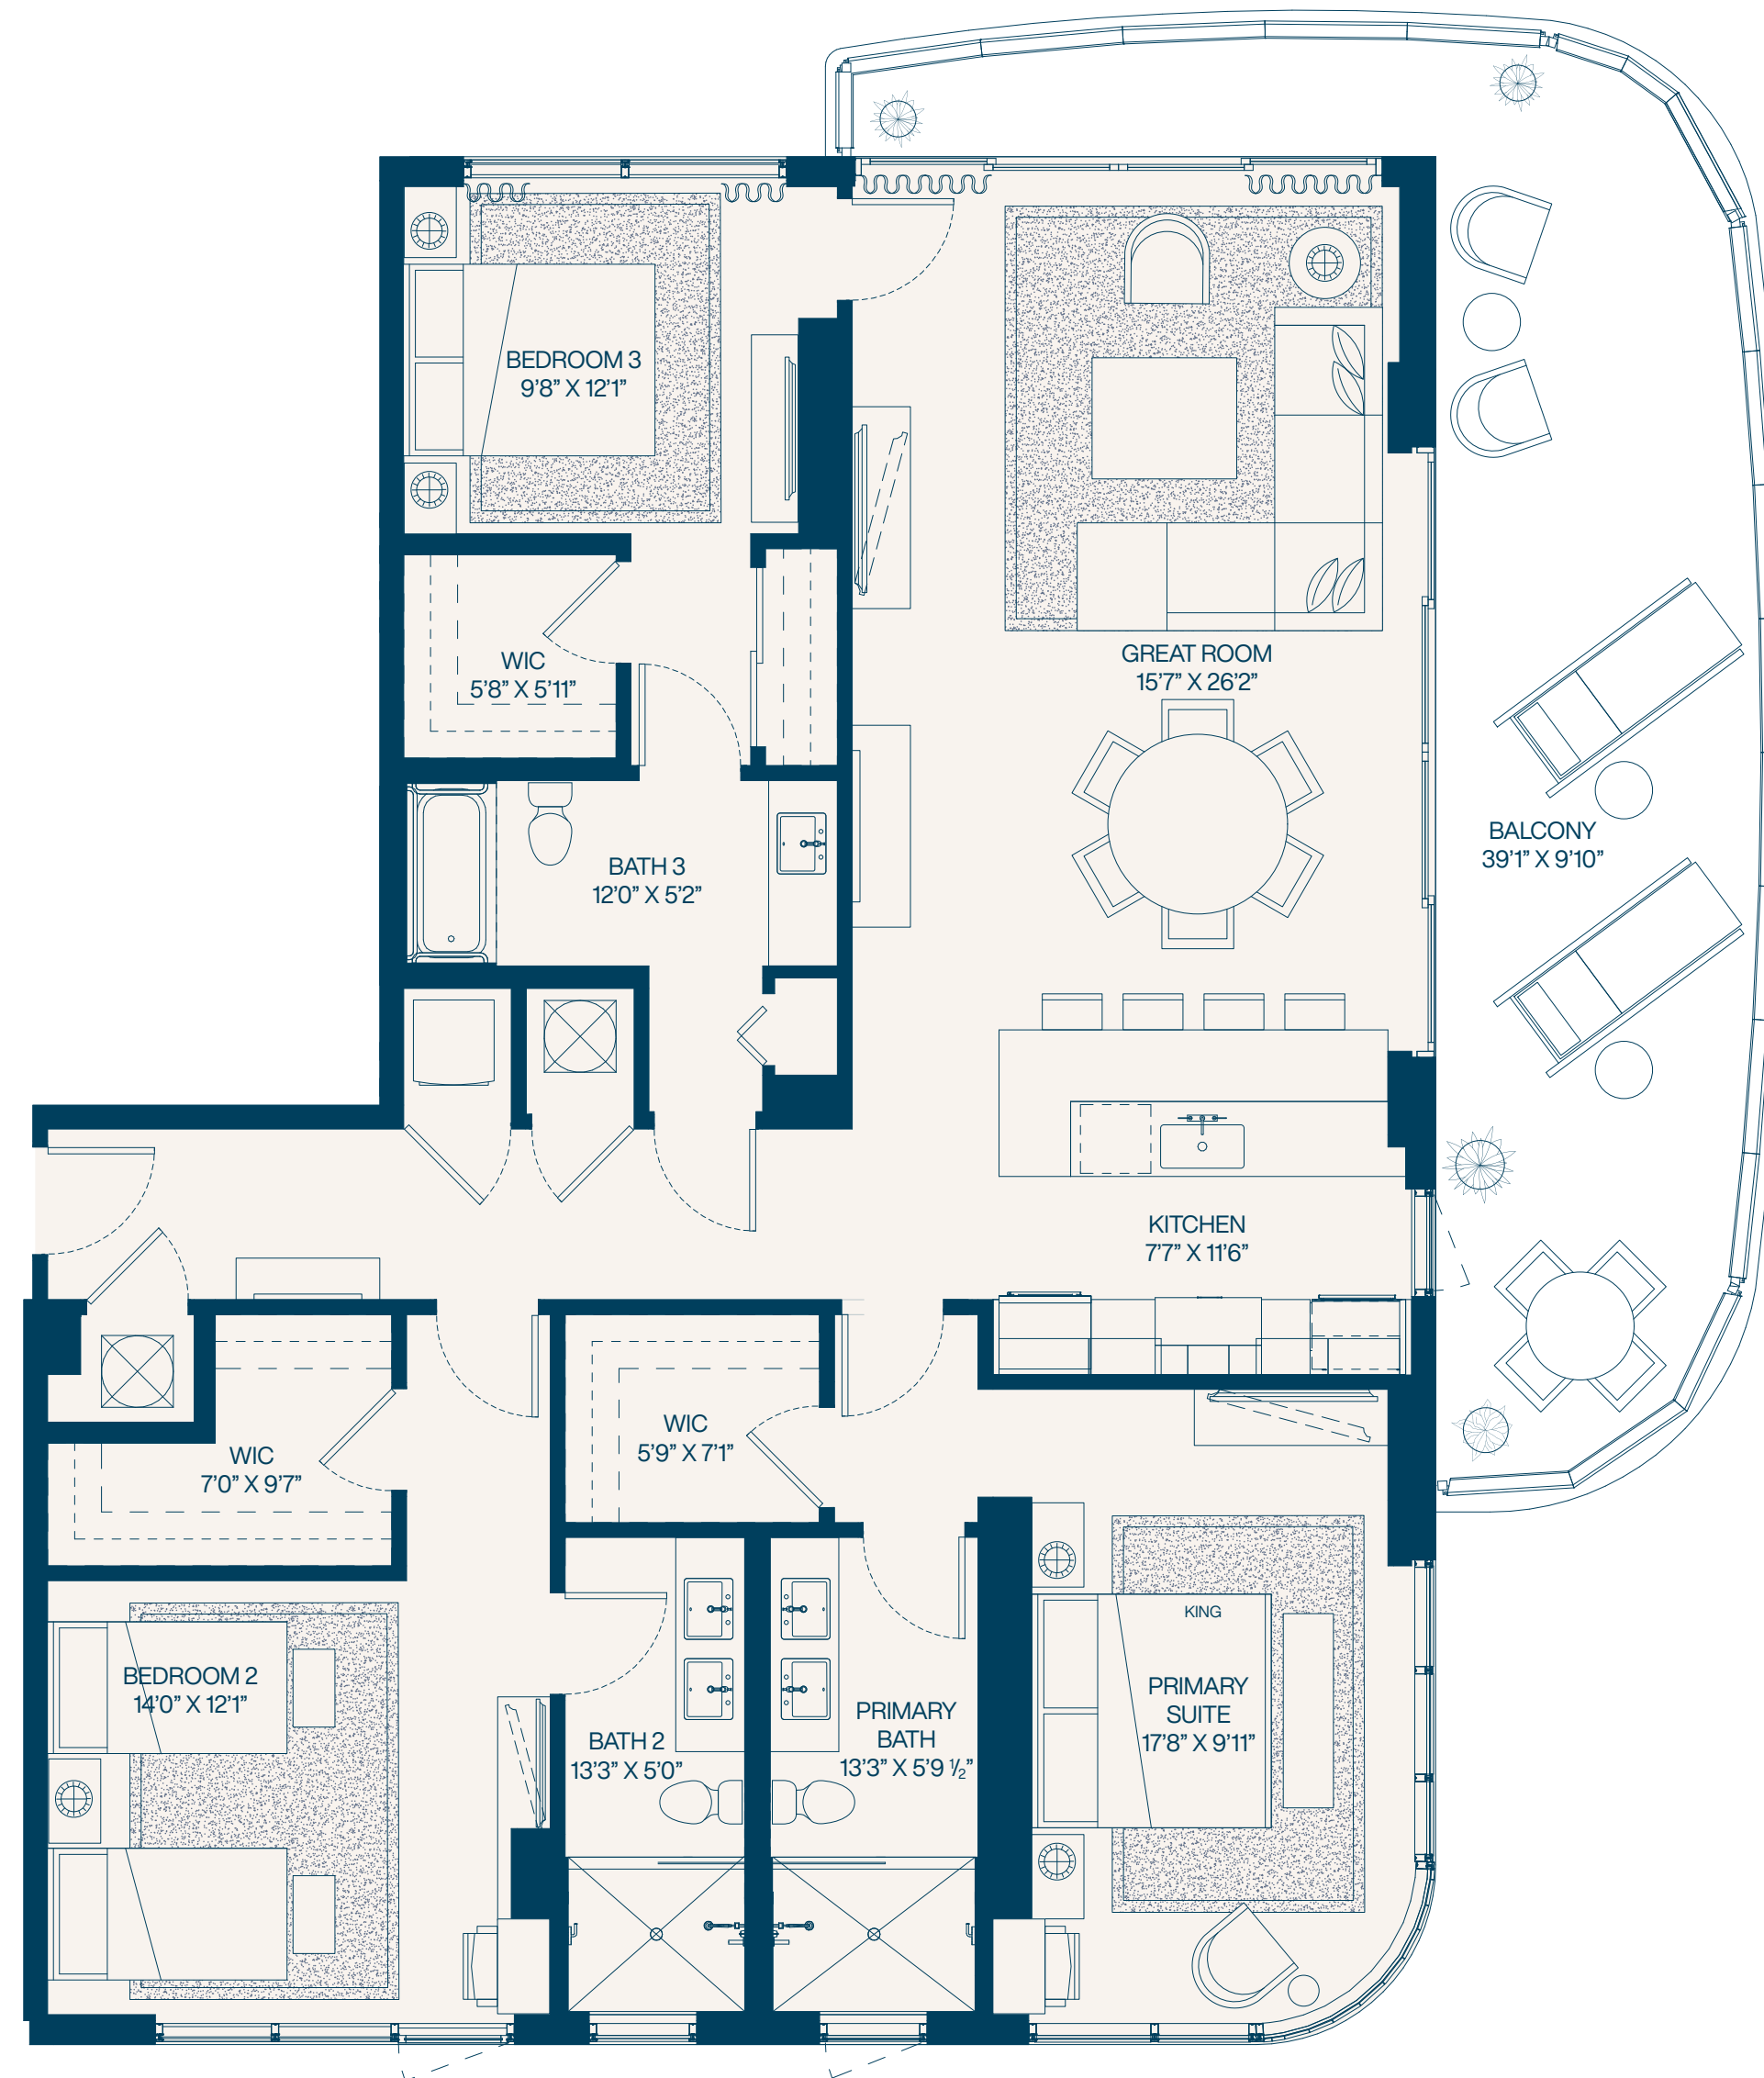 BEDROOM 3
9’8” X 12’1”
WIC
5’8” X 5’11”
GREAT ROOM
15’7” X 26’2”
BALCONY
39’1” X 9’10”
BATH 3
12’0” X 5’2”
KITCHEN
7’7” X 11’6”
WIC
7’0” X 9’7”
WIC
5’9” X 7’1”
KING
BEDROOM 2
14’0” X 12’1”
BATH 2
13’3” X 5’0”
PRIMARY
BATH
13’3” X 5’9 ½”
PRIMARY
SUITE
17’8” X 9’11”